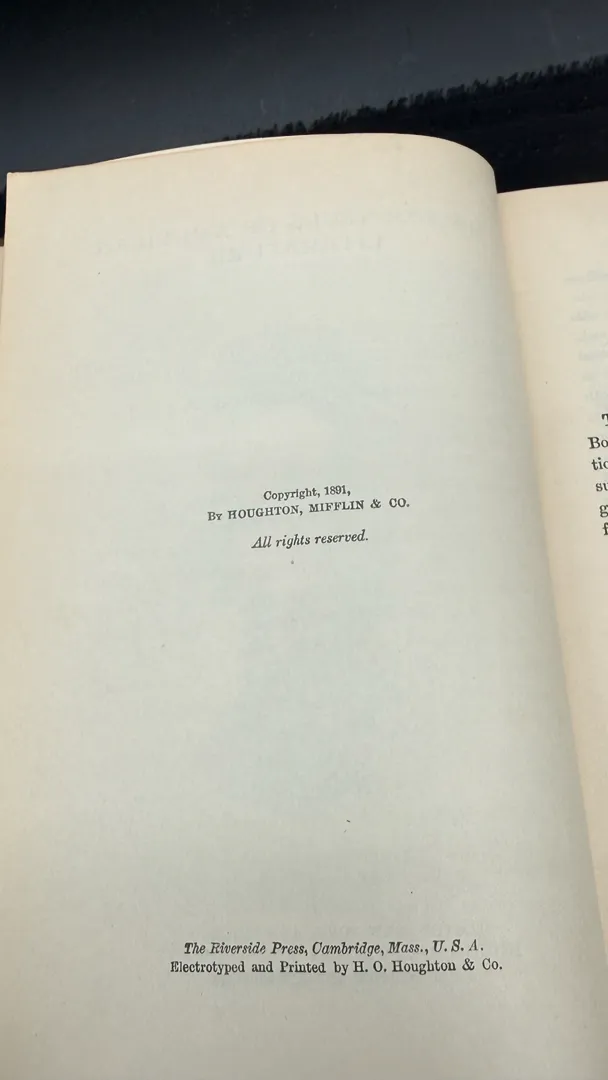 Copyright, 1891,
By HOUGHTON, MIFFLIN & CO.
All rights reserved.
The Riverside Press, Cambridge, Mass., U. S. A.
Electrotyped and Printed by H. O. Houghton & Co.